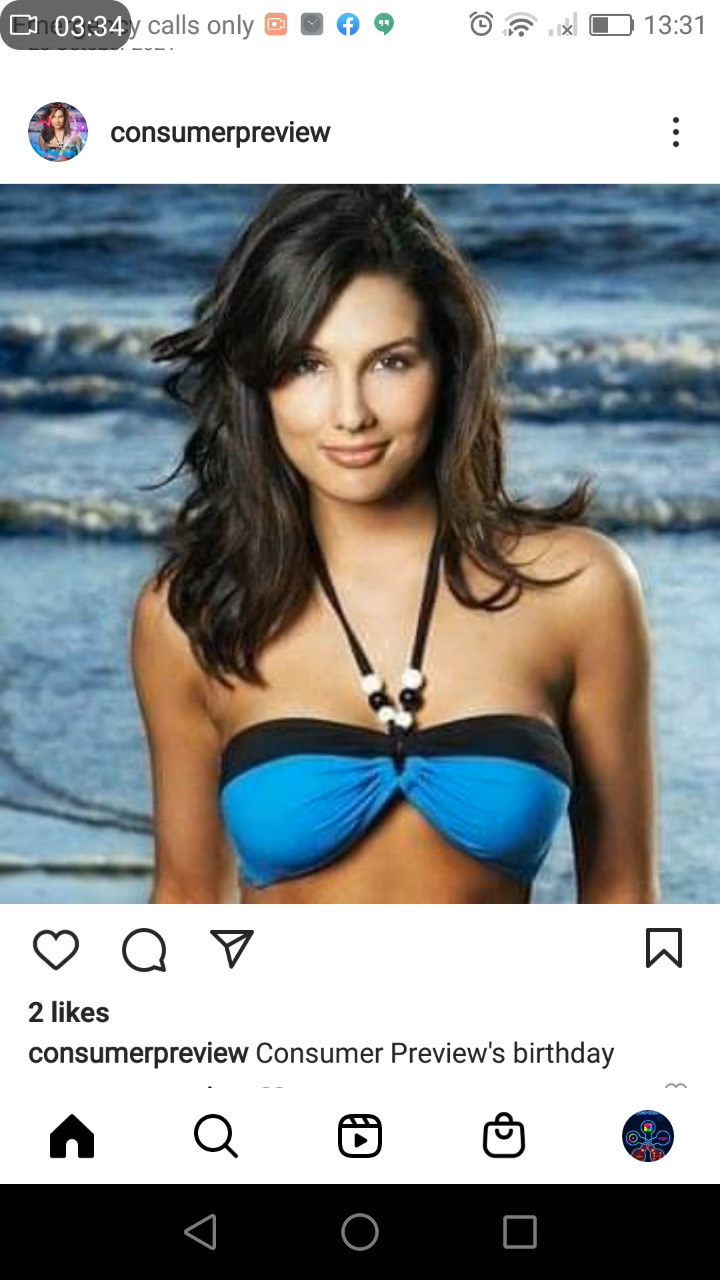 03:34
calls only
13:31
consumerpreview
2 likes
consumerpreview Consumer Preview's birthday